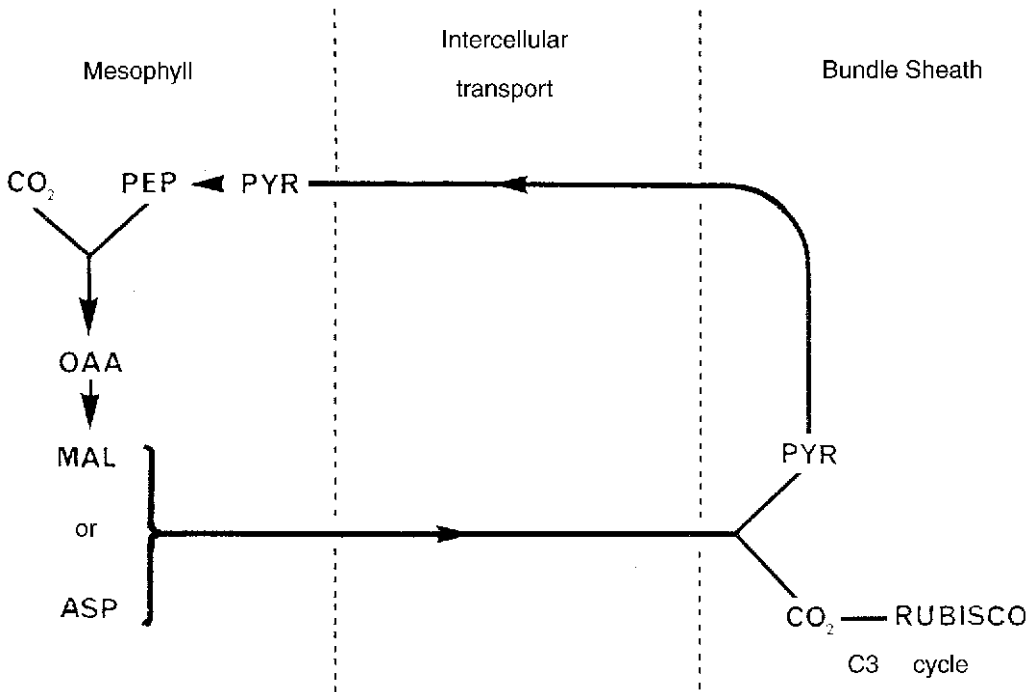 Mesophyll
Intercellular
transport
Bundle Sheath
CO₂
PEP
PYR
OAA
MAL
or
ASP
PYR
CO₂
RUBISCO
C3 cycle